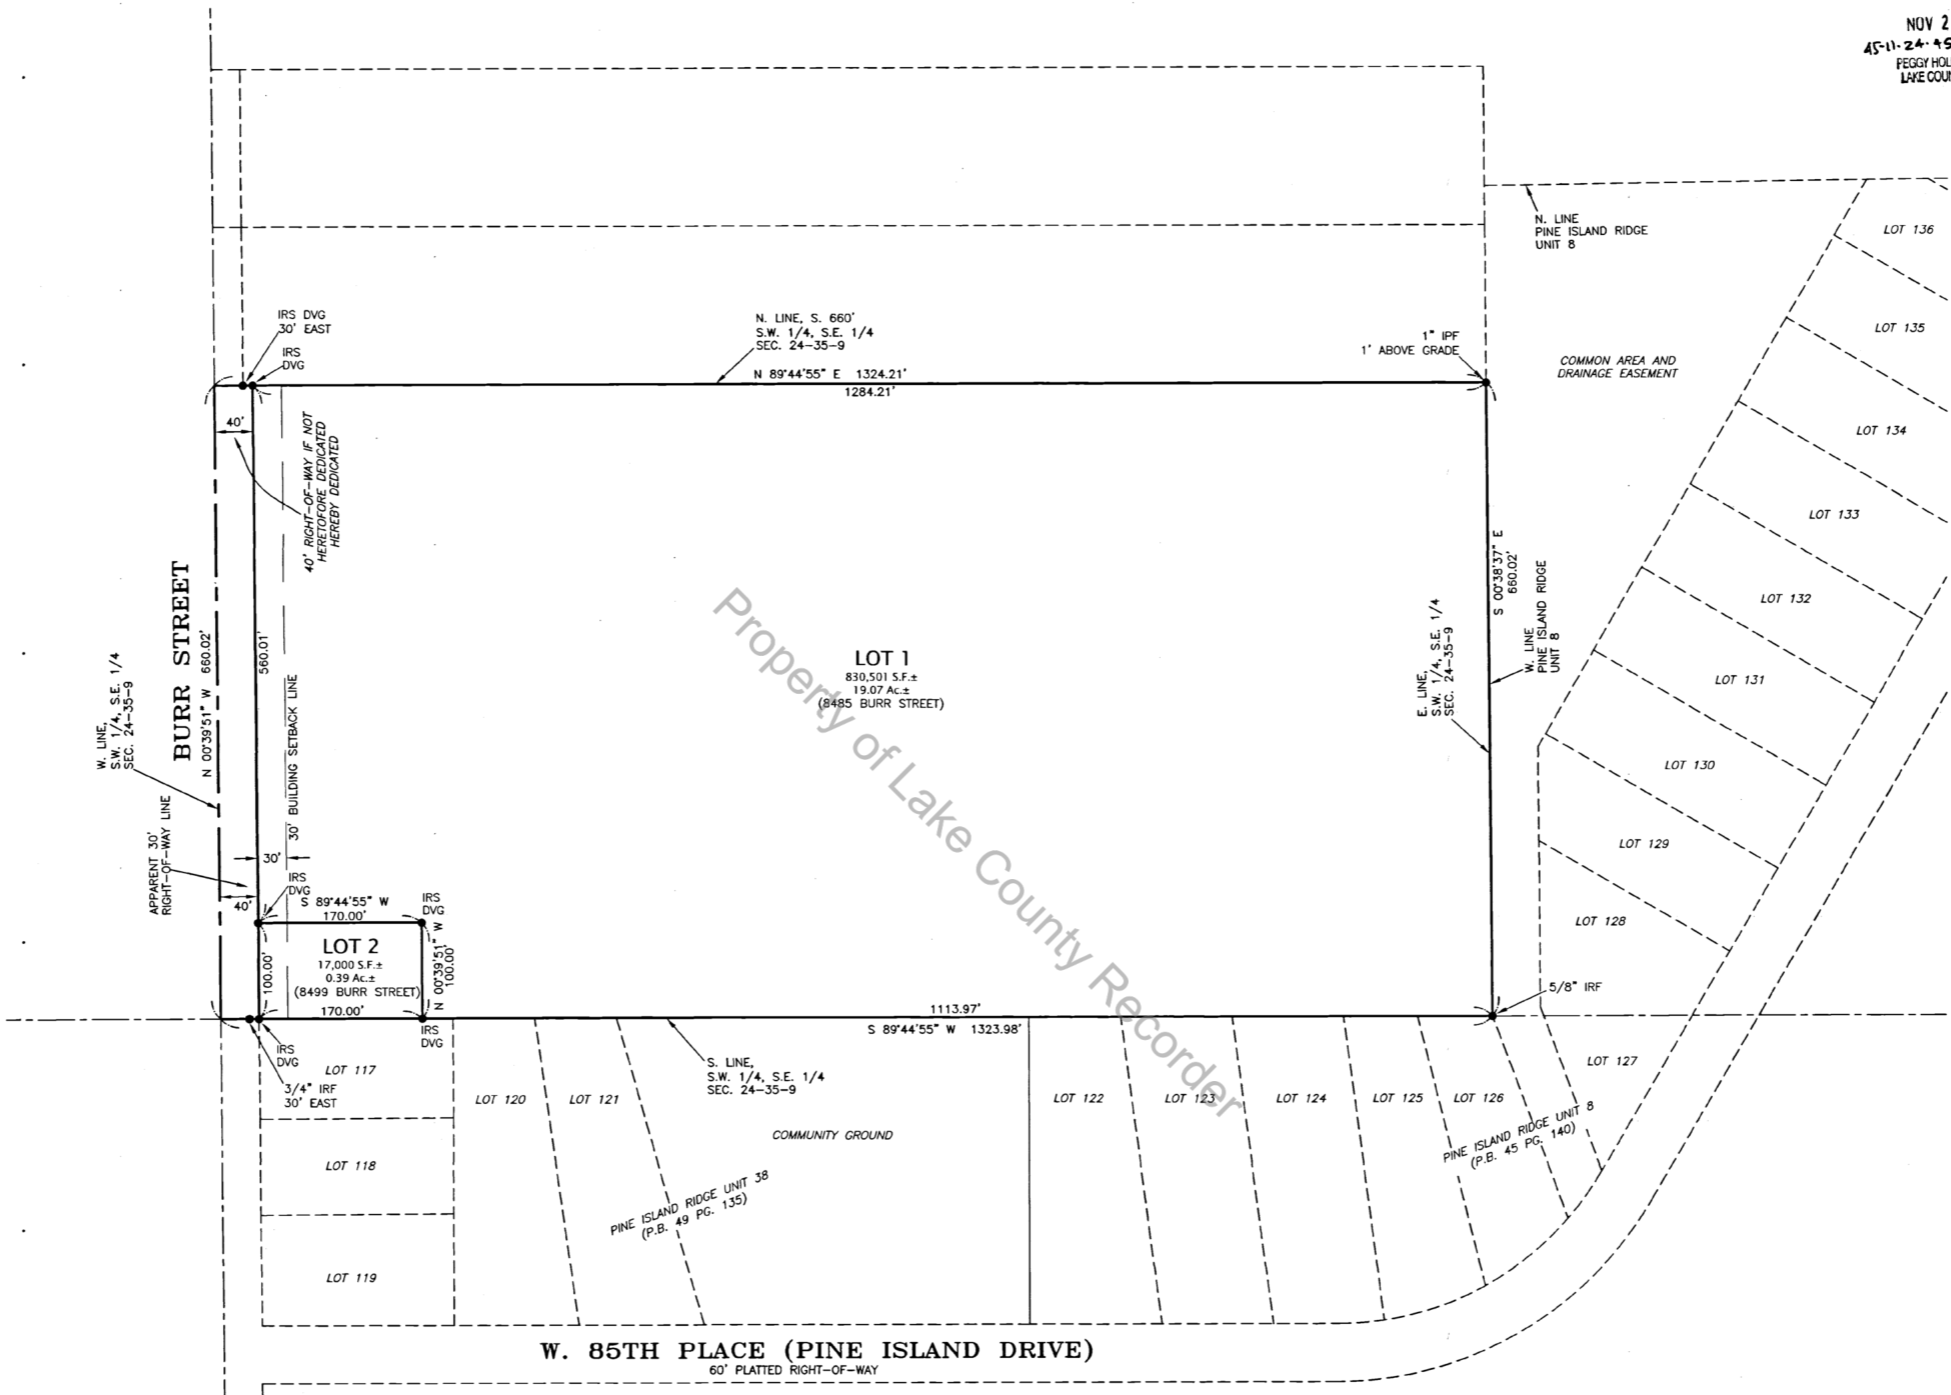 NOV 2
45-11-24-45
PEGGY HOL
LAKE COUN
N. LINE
PINE ISLAND RIDGE
UNIT 8
LOT 136
IRS DVG
30' EAST
IRS
DVG
N. LINE, S. 660'
S.W. 1/4, S.E. 1/4
SEC. 24-35-9
1" IPF
1' ABOVE GRADE
LOT 135
COMMON AREA AND
DRAINAGE EASEMENT
N 89°44'55" E 1324.21'
1284.21'
40'
40' RIGHT-OF-WAY IF NOT
HERETOFORE DEDICATED
HEREBY DEDICATED
LOT 134
LOT 133
S 00°38'37" E
660.02'
W. LINE
PINE ISLAND RIDGE
UNIT 8
E. LINE,
S.W. 1/4, S.E. 1/4
SEC. 24-35-9
LOT 132
BURR STREET
N 00°39'51" W 660.02'
560.01'
W. LINE,
S.W. 1/4, S.E. 1/4
SEC. 24-35-9
30' BUILDING SETBACK LINE
LOT 1
830,501 S.F.±
19.07 Ac.±
(8485 BURR STREET)
Property of Lake County Recorder
LOT 131
LOT 130
APPARENT 30'
RIGHT-OF-WAY LINE
30'
LOT 129
40'
IRS
DVG
S 89°44'55" W
170.00'
IRS
DVG
LOT 128
LOT 2
17,000 S.F.±
0.39 Ac.±
(8499 BURR STREET)
100.00'
N 00°39'51" W
100.00'
170.00'
5/8" IRF
1113.97'
S 89°44'55" W 1323.98'
IRS
DVG
IRS
DVG
3/4" IRF
30' EAST
LOT 117
S. LINE,
S.W. 1/4, S.E. 1/4
SEC. 24-35-9
LOT 127
LOT 120
LOT 121
LOT 122
LOT 123
LOT 124
LOT 125
LOT 126
COMMUNITY GROUND
PINE ISLAND RIDGE UNIT 8
(P.B. 45 PG. 140)
LOT 118
PINE ISLAND RIDGE UNIT 38
(P.B. 49 PG. 135)
LOT 119
W. 85TH PLACE (PINE ISLAND DRIVE)
60' PLATTED RIGHT-OF-WAY